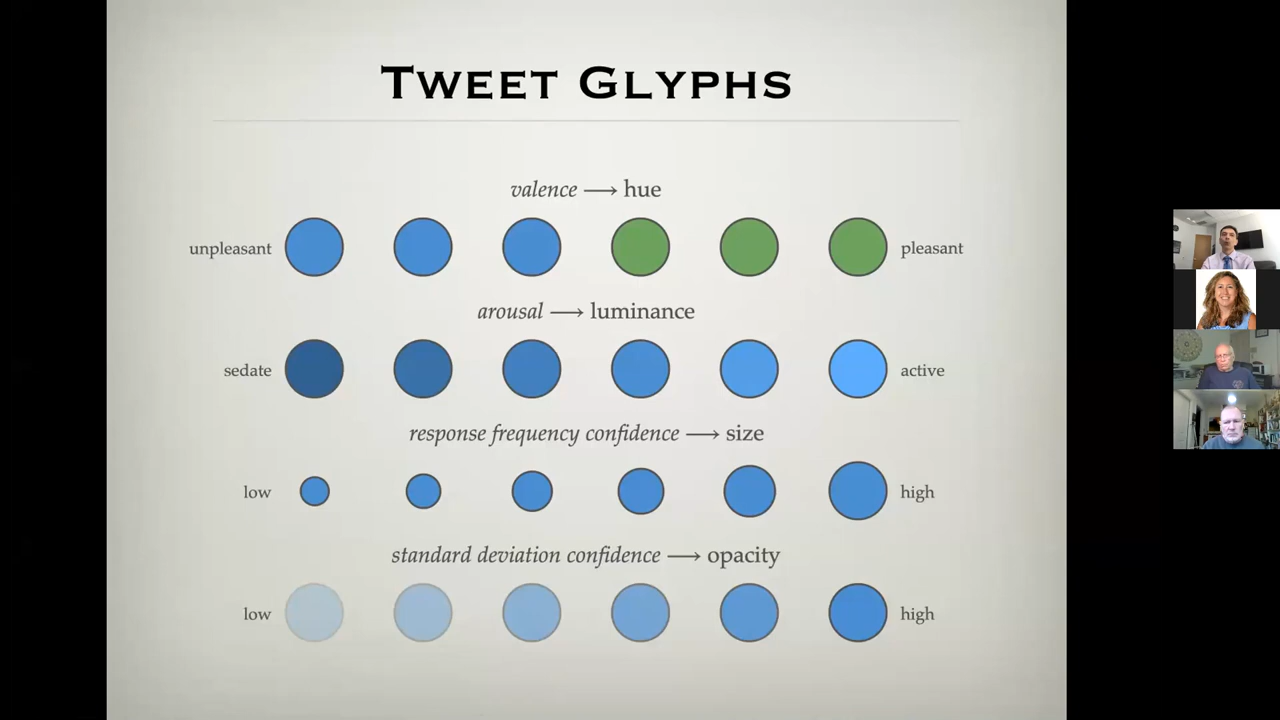 TWEET GLYPHS
valence ⟶ hue
unpleasant pleasant
arousal ⟶ luminance
sedate active
response frequency confidence ⟶ size
low high
standard deviation confidence ⟶ opacity
low high